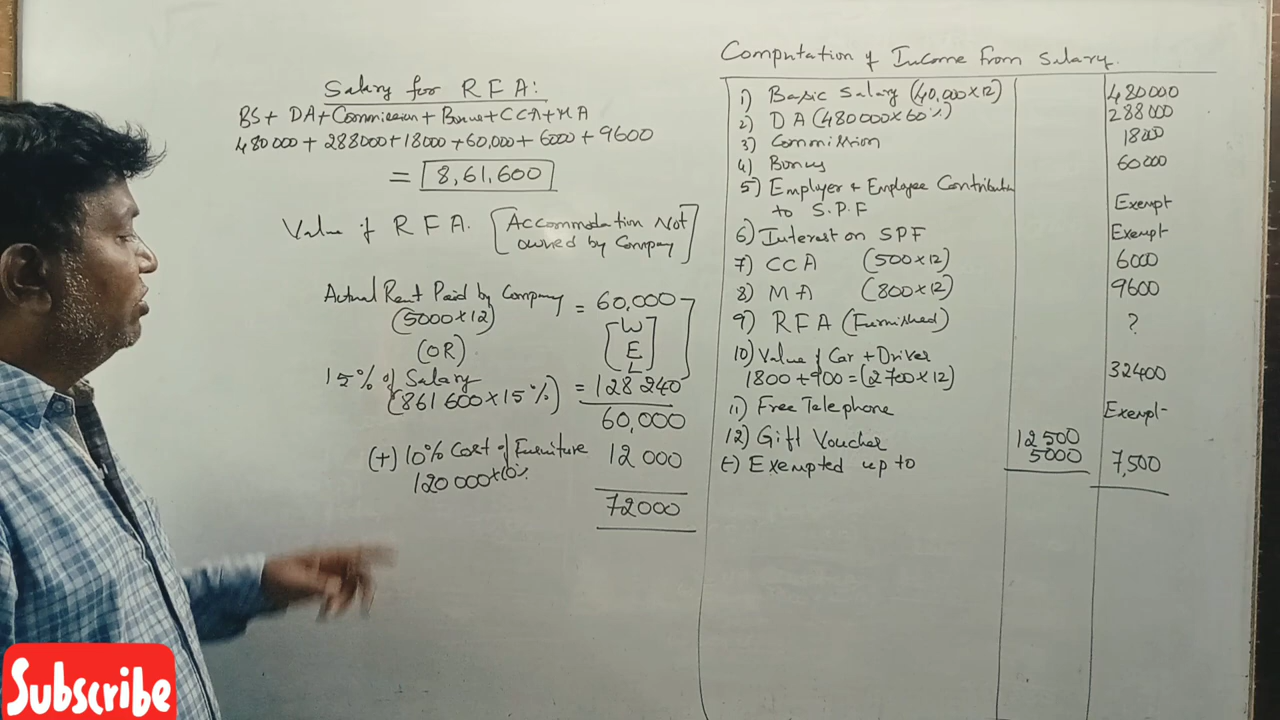 Salary for R F A:
BS + DA + Commission + Bonus + CCA + MA
480000 + 288000 + 18000 + 60,000 + 6000 + 9600
= 8,61,600
Value of R F A. [Accommodation Not
owned by Company]
Actual Rent Paid by Company = 60,000
(5000×12)
(OR)
W
E
L
15% of Salary = 128240
(861600×15%)
60,000
(+) 10% Cost of Furniture 12000
120000×10%
72000
Computation of Income From Salary.
1) Basic Salary (40,000×12) 480000
2) DA (480000×60%) 288000
3) Commission 18000
4) Bonus 60000
5) Employer & Employee Contribution
to S.P.F Exempt
6) Interest on SPF Exempt
7) CCA (500×12) 6000
8) MA (800×12) 9600
9) RFA (Furnished) ?
10) Value of Car + Driver
1800+900=(2700×12) 32400
11) Free Telephone Exempt
12) Gift Voucher 12500
(-) Exempted up to 5000 7,500
Subscribe